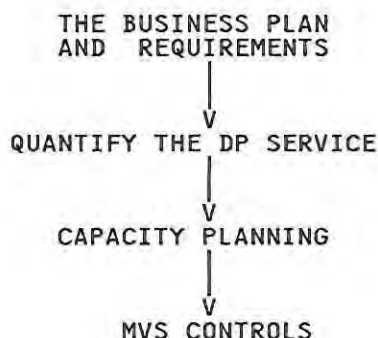 THE BUSINESS PLAN
AND REQUIREMENTS
QUANTIFY THE DP SERVICE
CAPACITY PLANNING
MVS CONTROLS